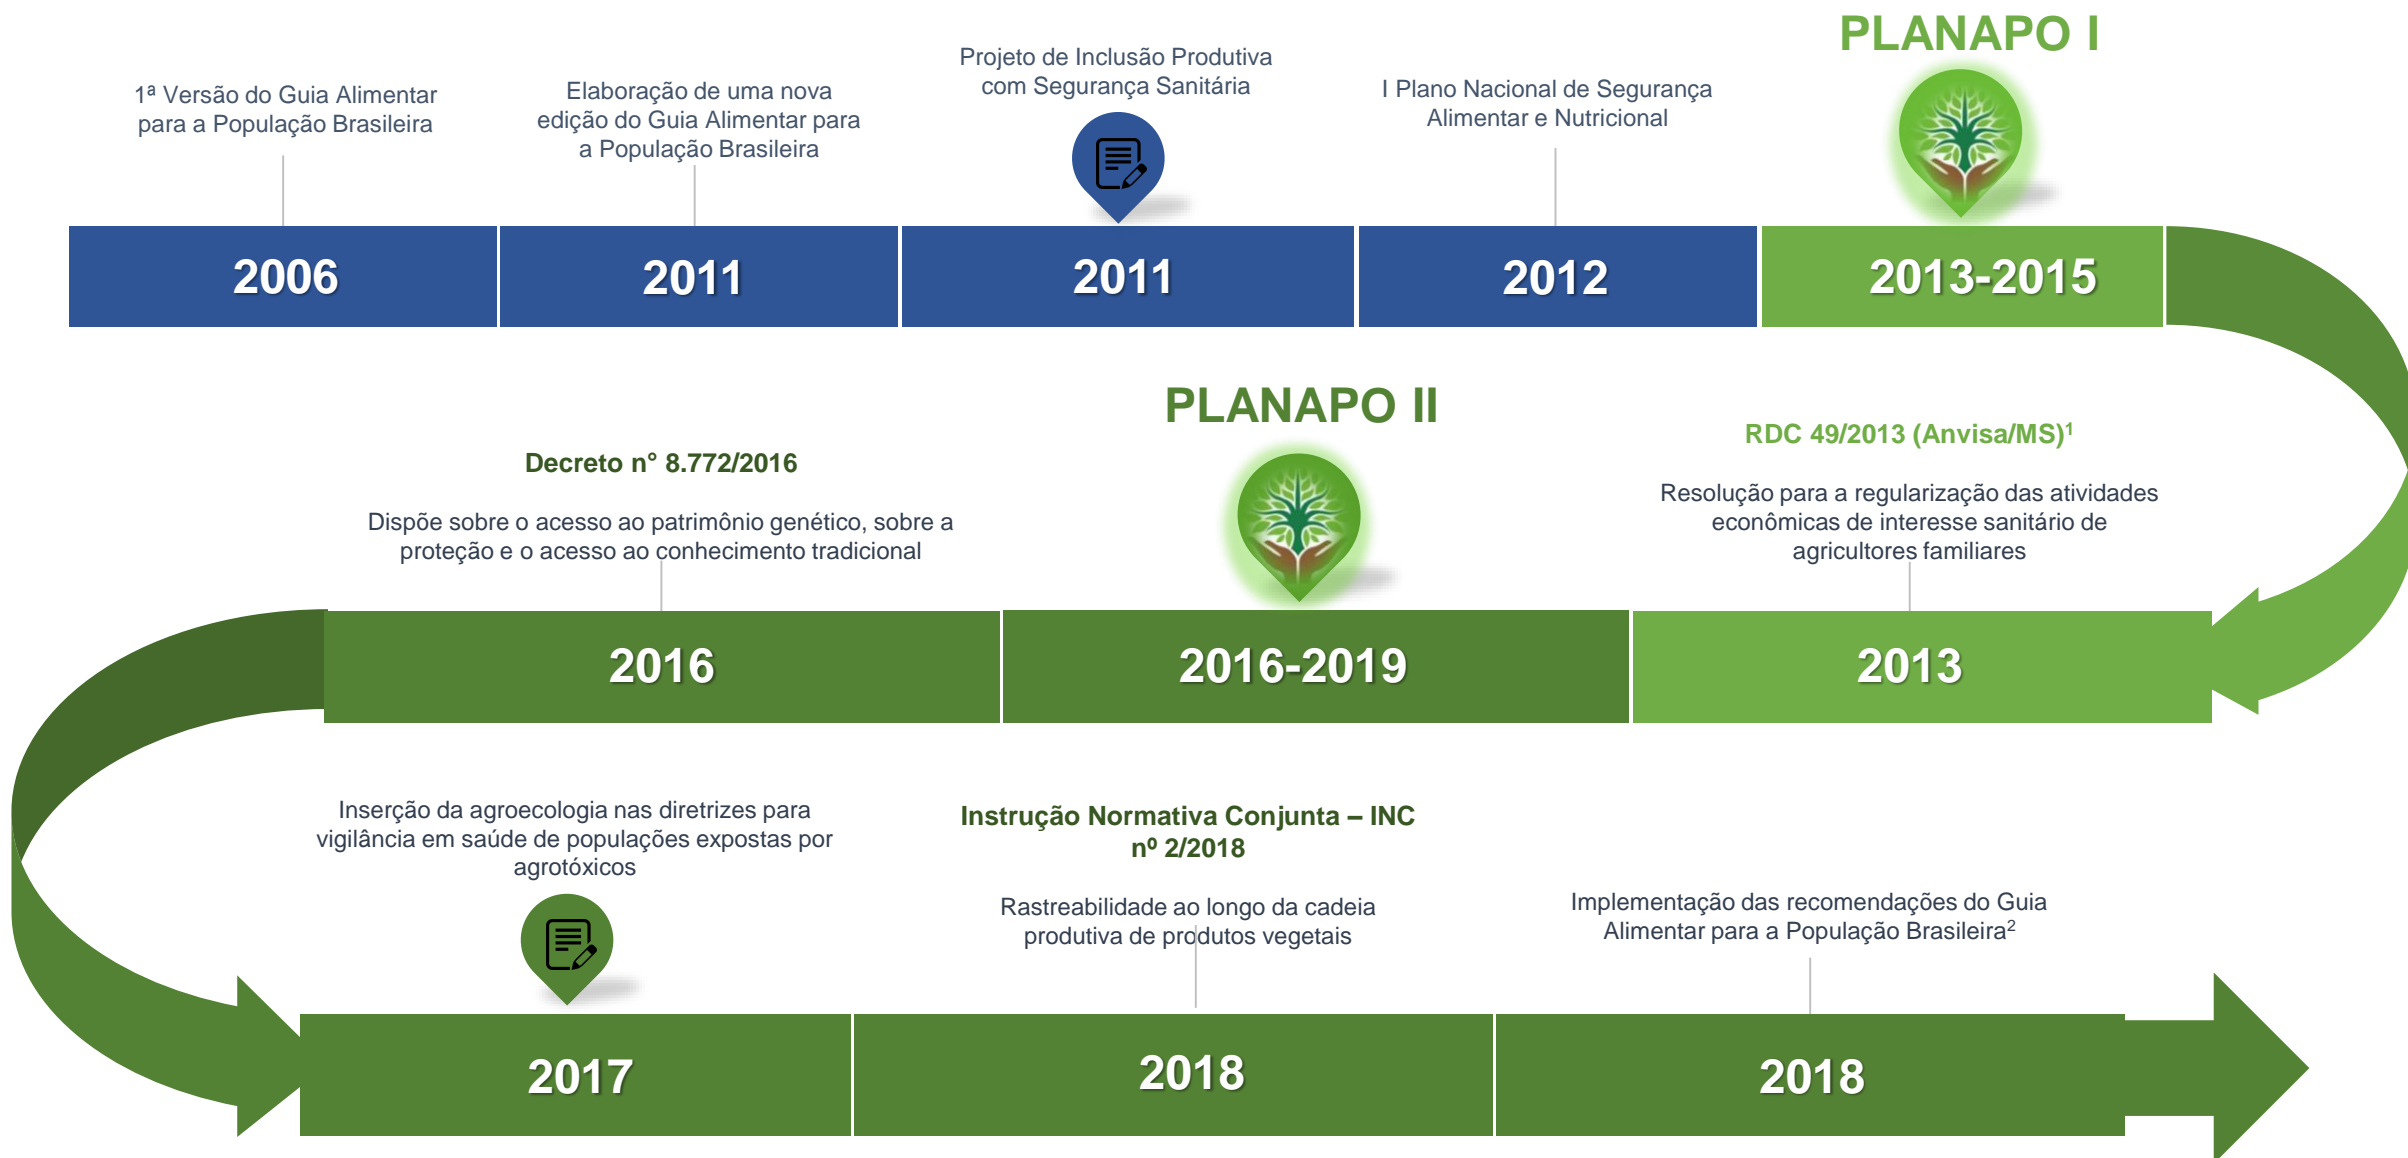 1ª Versão do Guia Alimentar
para a População Brasileira
2006
Elaboração de uma nova
edição do Guia Alimentar para
a População Brasileira
2011
Projeto de Inclusão Produtiva
com Segurança Sanitária
2011
I Plano Nacional de Segurança
Alimentar e Nutricional
2012
PLANAPO I
2013-2015
RDC 49/2013 (Anvisa/MS)¹
Resolução para a regularização das atividades
econômicas de interesse sanitário de
agricultores familiares
2013
PLANAPO II
2016-2019
Decreto n° 8.772/2016
Dispõe sobre o acesso ao patrimônio genético, sobre a
proteção e o acesso ao conhecimento tradicional
2016
Inserção da agroecologia nas diretrizes para
vigilância em saúde de populações expostas por
agrotóxicos
2017
Instrução Normativa Conjunta – INC
nº 2/2018
Rastreabilidade ao longo da cadeia
produtiva de produtos vegetais
2018
Implementação das recomendações do Guia
Alimentar para a População Brasileira²
2018